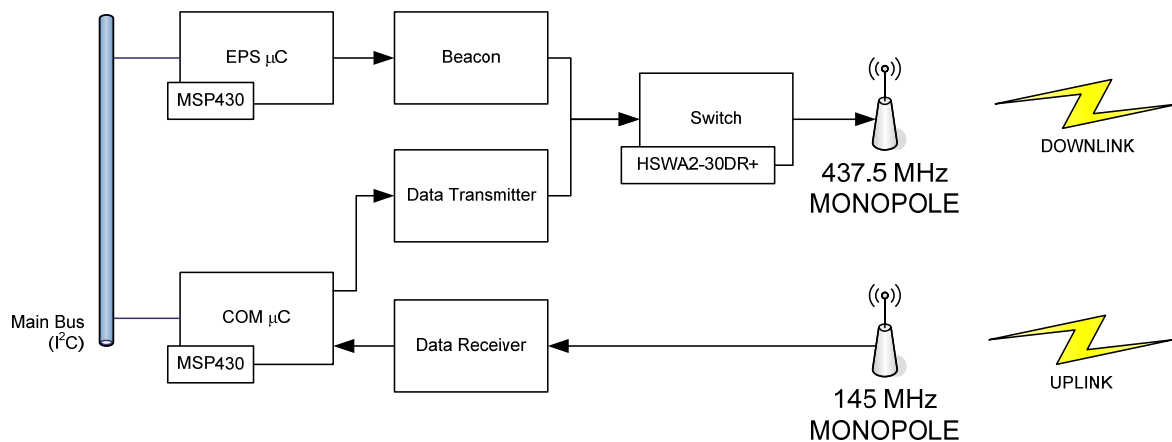 EPS μC
MSP430
Beacon
Switch
HSWA2-30DR+
437.5 MHz
MONOPOLE
DOWNLINK
Data Transmitter
Main Bus
(I²C)
COM μC
MSP430
Data Receiver
145 MHz
MONOPOLE
UPLINK